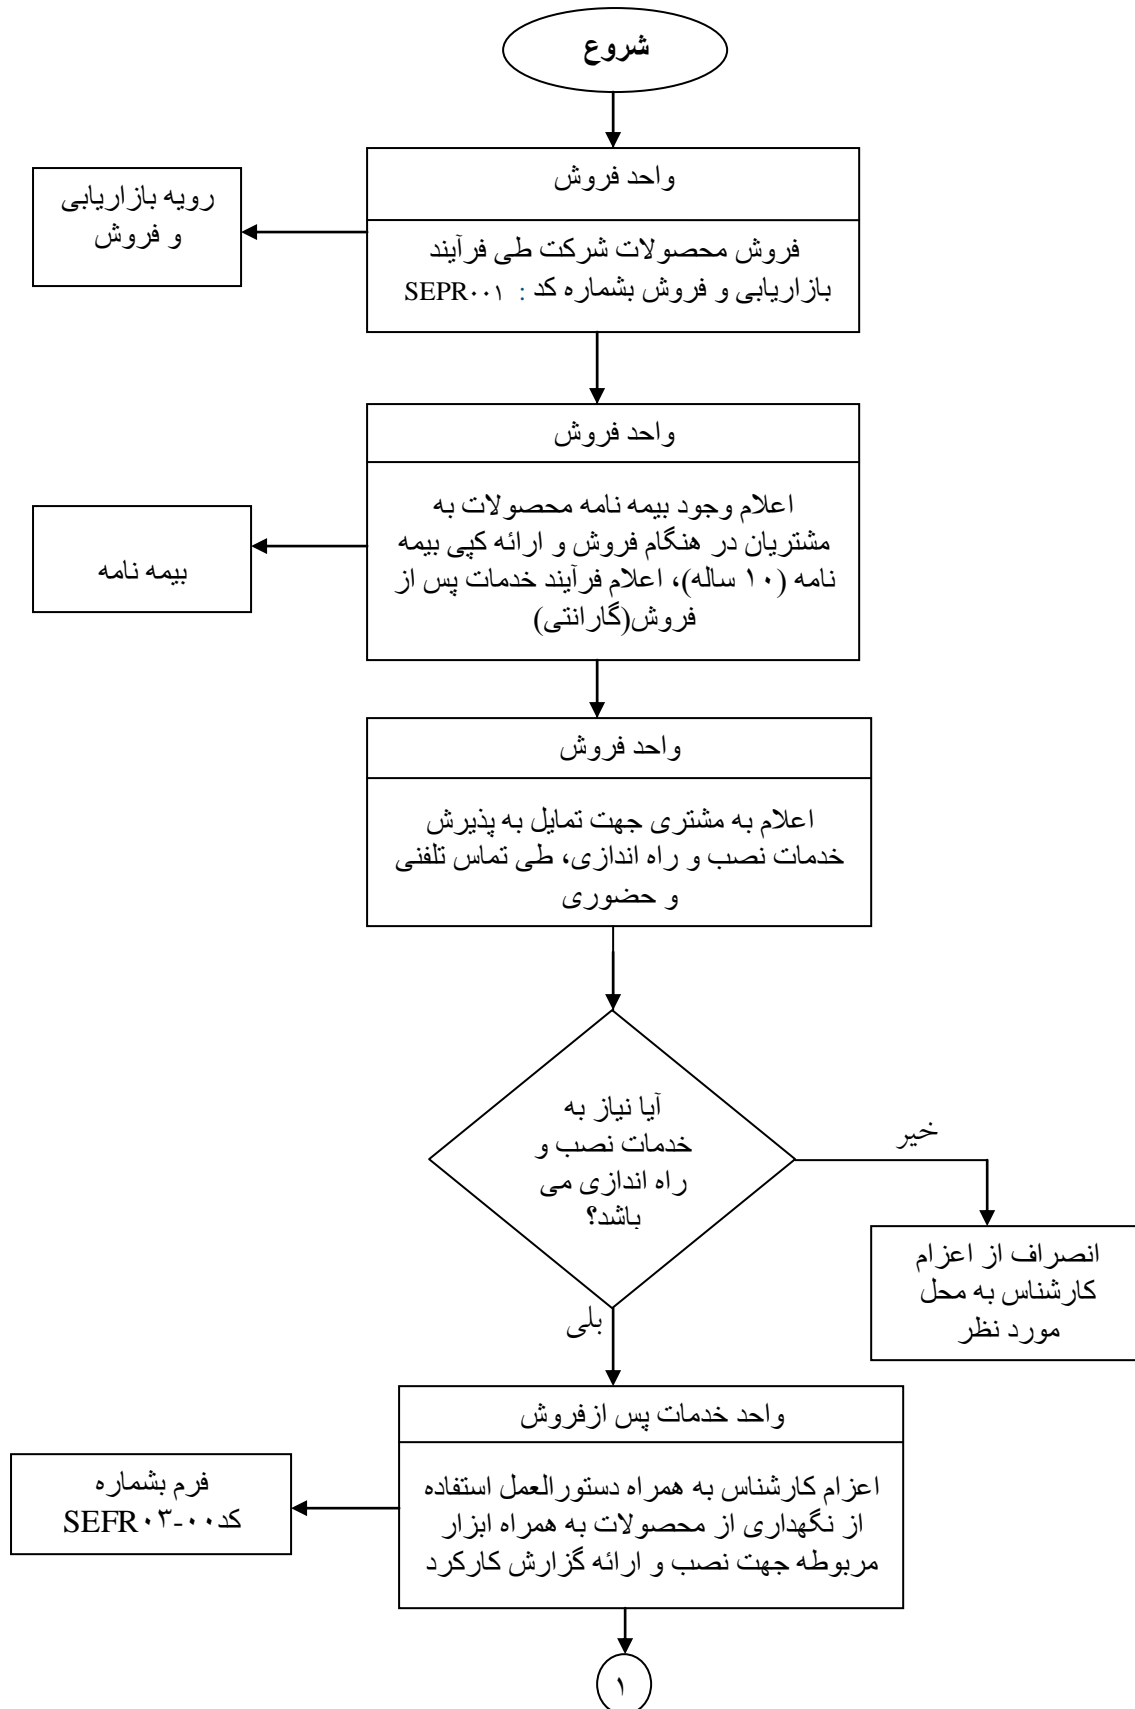 شروع
واحد فروش
فروش محصولات شرکت طی فرآیند
بازاریابی و فروش بشماره کد : SEPR۰۰۱
رویه بازاریابی
و فروش
واحد فروش
اعلام وجود بیمه نامه محصولات به
مشتریان در هنگام فروش و ارائه کپی بیمه
نامه (۱۰ ساله)، اعلام فرآیند خدمات پس از
فروش(گارانتی)
بیمه نامه
واحد فروش
اعلام به مشتری جهت تمایل به پذیرش
خدمات نصب و راه اندازی، طی تماس تلفنی
و حضوری
آیا نیاز به
خدمات نصب و
راه اندازی می
باشد؟
خیر
انصراف از اعزام
کارشناس به محل
مورد نظر
بلی
واحد خدمات پس ازفروش
اعزام کارشناس به همراه دستورالعمل استفاده
از نگهداری از محصولات به همراه ابزار
مربوطه جهت نصب و ارائه گزارش کارکرد
فرم بشماره
کدSEFR۰۳-۰۰
۱